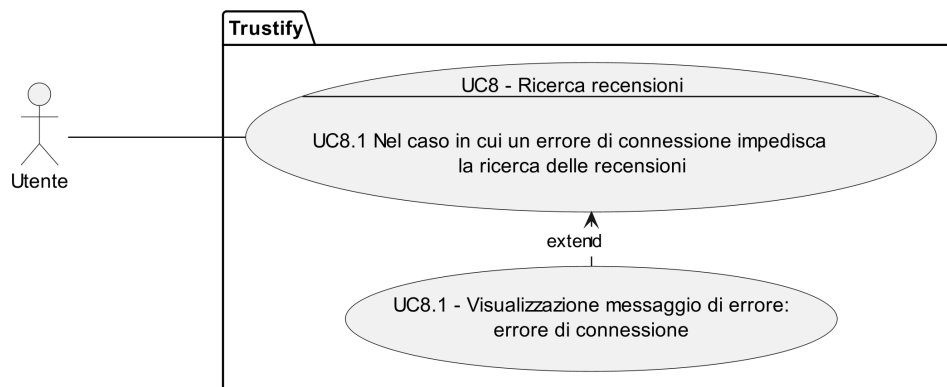 Trustify
UC8 - Ricerca recensioni
UC8.1 Nel caso in cui un errore di connessione impedisca
la ricerca delle recensioni
Utente
extend
UC8.1 - Visualizzazione messaggio di errore:
errore di connessione